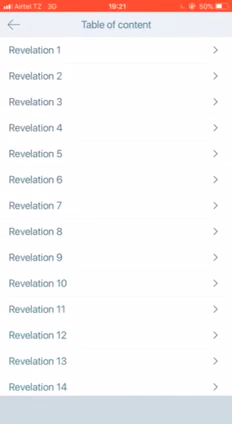 Airtel TZ 3G 19:21 50%
Table of content
Revelation 1
Revelation 2
Revelation 3
Revelation 4
Revelation 5
Revelation 6
Revelation 7
Revelation 8
Revelation 9
Revelation 10
Revelation 11
Revelation 12
Revelation 13
Revelation 14